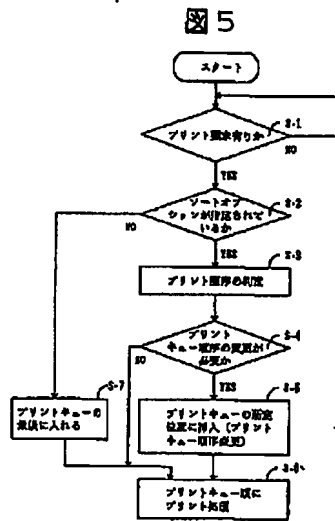 図5
スタート
プリント要求有りか
S-1
NO
YES
ソートオプ
ションが指定されて
いるか
S-2
NO
YES
プリント順序の判定
S-3
プリント
キュー順序の変更が
必要か
S-4
NO
YES
プリントキューの
最後に入れる
S-7
プリントキューの指定
位置に挿入(プリント
キュー順序変更)
S-5
プリントキュー順に
プリント処理
S-6